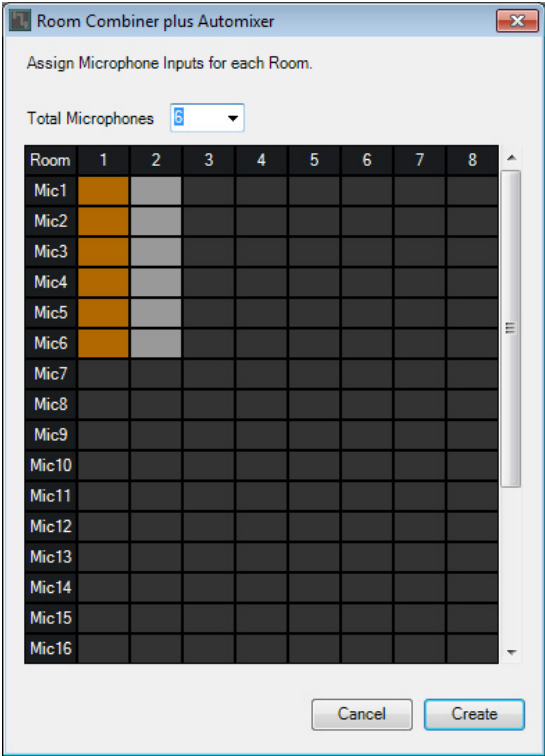 Room Combiner plus Automixer
Assign Microphone Inputs for each Room.
Total Microphones 6
Room 1 2 3 4 5 6 7 8
Mic1
Mic2
Mic3
Mic4
Mic5
Mic6
Mic7
Mic8
Mic9
Mic10
Mic11
Mic12
Mic13
Mic14
Mic15
Mic16
Cancel Create